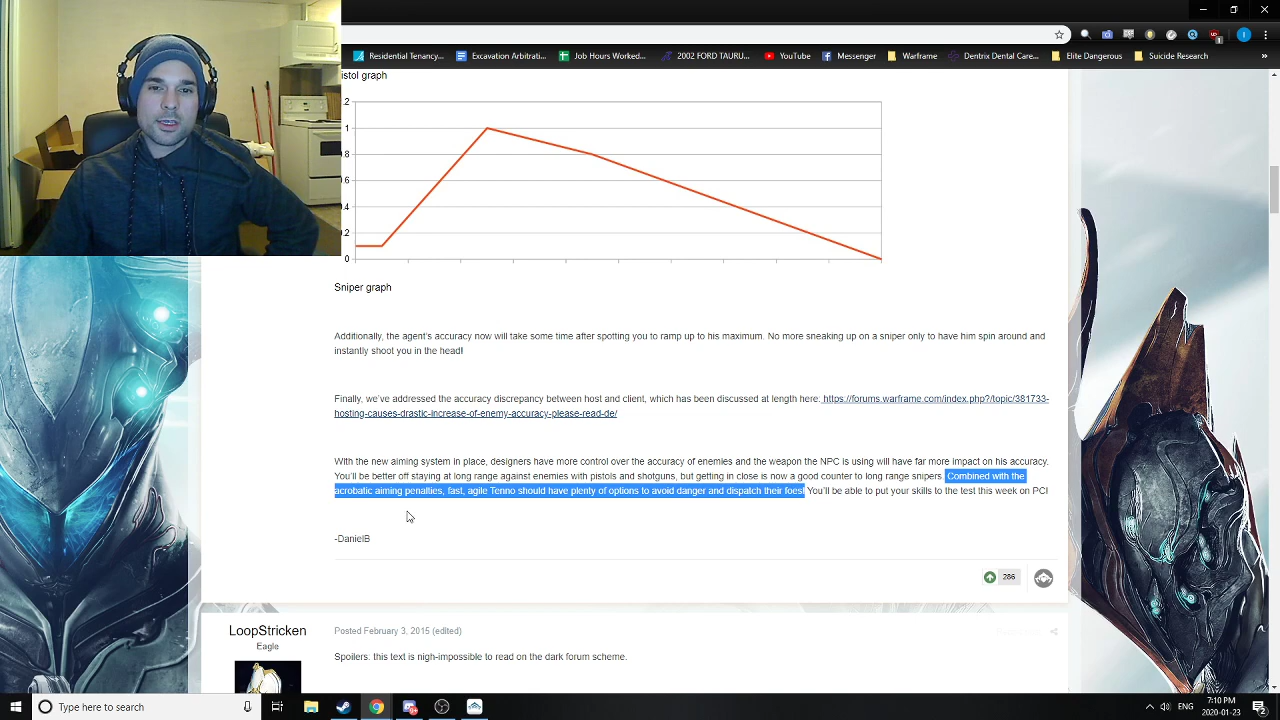 Residential Tenancy...
Excavation Arbitrati...
Job Hours Worked...
2002 FORD TAURU...
YouTube
Messenger
Warframe
Dentrix Dental Care...
Elite Dangerous
Suicide Research
»
istol graph
.2
1
.8
.6
.4
.2
0
Sniper graph
Additionally, the agent's accuracy now will take some time after spotting you to ramp up to his maximum. No more sneaking up on a sniper only to have him spin around and
instantly shoot you in the head!
Finally, we've addressed the accuracy discrepancy between host and client, which has been discussed at length here: https://forums.warframe.com/index.php?/topic/381733-
hosting-causes-drastic-increase-of-enemy-accuracy-please-read-de/
With the new aiming system in place, designers have more control over the accuracy of enemies and the weapon the NPC is using will have far more impact on his accuracy.
You'll be better off staying at long range against enemies with pistols and shotguns, but getting in close is now a good counter to long range snipers. Combined with the
acrobatic aiming penalties, fast, agile Tenno should have plenty of options to avoid danger and dispatch their foes! You'll be able to put your skills to the test this week on PC!
-DanielB
286
LoopStricken
Eagle
Posted February 3, 2015 (edited)
Spoilers: this text is nigh-impossible to read on the dark forum scheme.
Type here to search
7:10 PM
2020-01-23